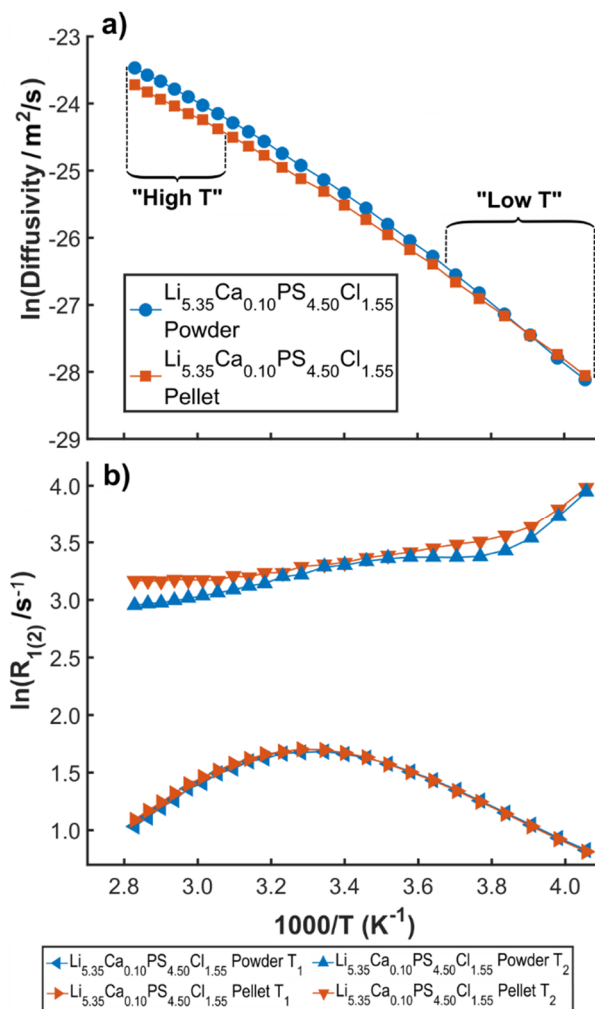 a)
-23
-24
-25
-26
-27
-28
-29
ln(Diffusivity/m²/s)
"High T"
"Low T"
Li₅.₃₅Ca₀.₁₀PS₄.₅₀Cl₁.₅₅
Powder
Li₅.₃₅Ca₀.₁₀PS₄.₅₀Cl₁.₅₅
Pellet
b)
4.0
3.5
3.0
2.5
2.0
1.5
1.0
ln(R₁₍₂₎/s⁻¹)
2.8 3.0 3.2 3.4 3.6 3.8 4.0
1000/T (K⁻¹)
Li₅.₃₅Ca₀.₁₀PS₄.₅₀Cl₁.₅₅ Powder T₁
Li₅.₃₅Ca₀.₁₀PS₄.₅₀Cl₁.₅₅ Powder T₂
Li₅.₃₅Ca₀.₁₀PS₄.₅₀Cl₁.₅₅ Pellet T₁
Li₅.₃₅Ca₀.₁₀PS₄.₅₀Cl₁.₅₅ Pellet T₂